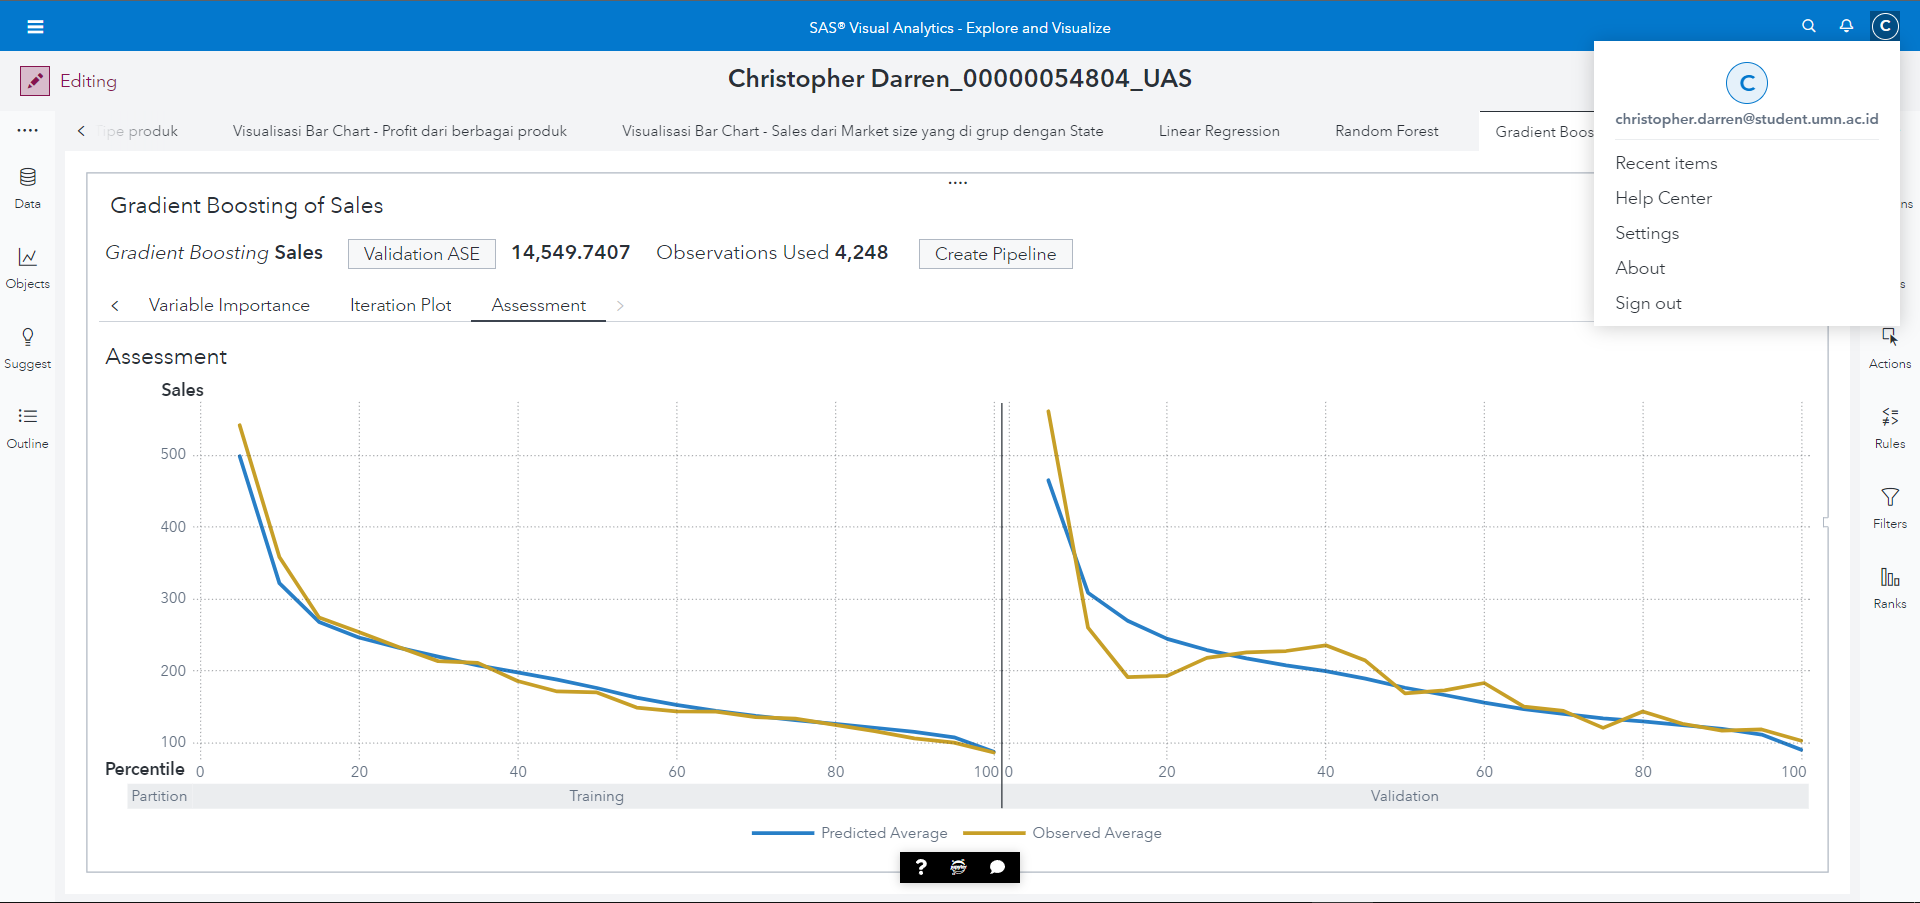 SAS® Visual Analytics - Explore and Visualize
C
Editing
Christopher Darren_00000054804_UAS
C
christopher.darren@student.umn.ac.id
Recent items
Help Center
Settings
About
Sign out
Tipe produk
Visualisasi Bar Chart - Profit dari berbagai produk
Visualisasi Bar Chart - Sales dari Market size yang di grup dengan State
Linear Regression
Random Forest
Gradient Boos
Data
Objects
Suggest
Outline
Gradient Boosting of Sales
Gradient Boosting Sales Validation ASE 14,549.7407 Observations Used 4,248 Create Pipeline
Variable Importance Iteration Plot Assessment
Assessment
Sales
500
400
300
200
100
Percentile 0 20 40 60 80 100 0 20 40 60 80 100
Partition Training Validation
Predicted Average Observed Average
?
ns
s
Actions
Rules
Filters
Ranks